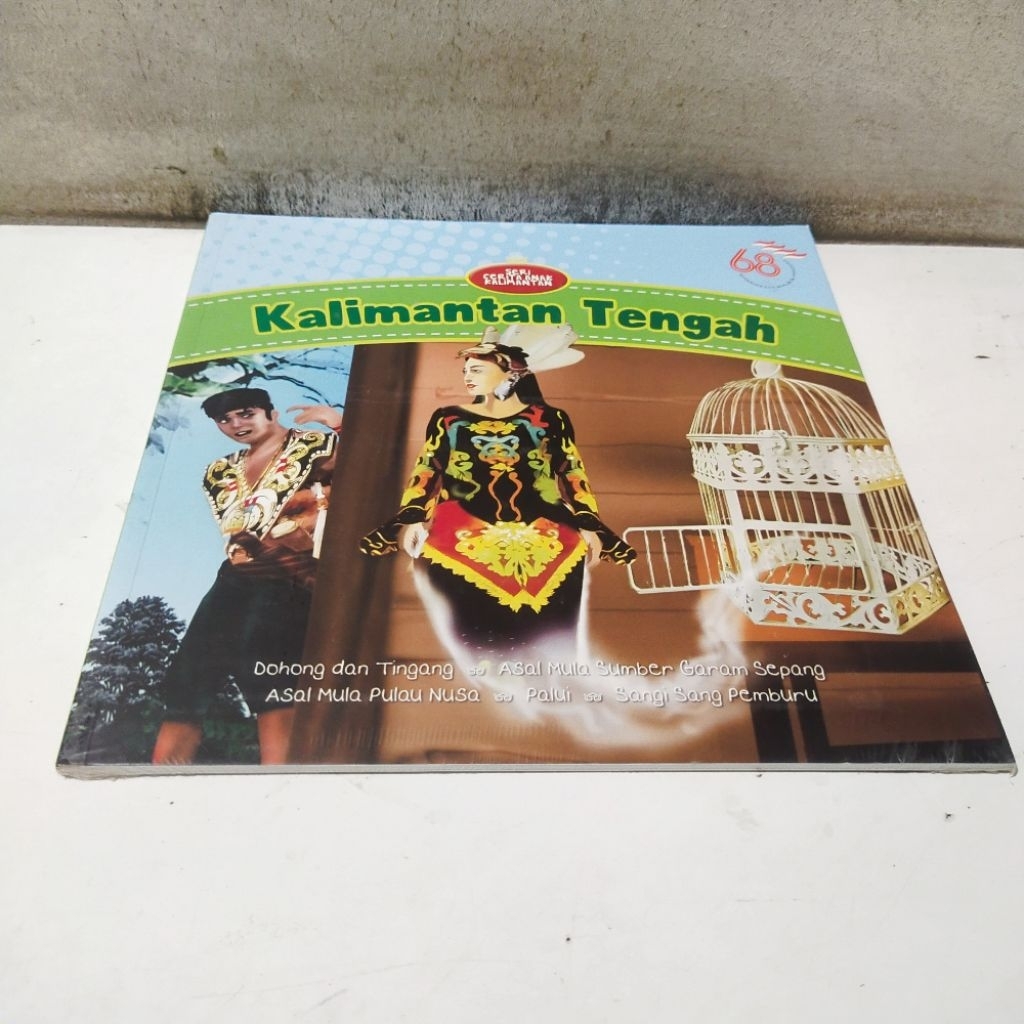 SERI
CERITA ANAK
KALIMANTAN
68
Kalimantan Tengah
Dohong dan Tingang Asal Mula Sumber Garam Sepang
Asal Mula Pulau Nusa Palui Sangi Sang Pemburu